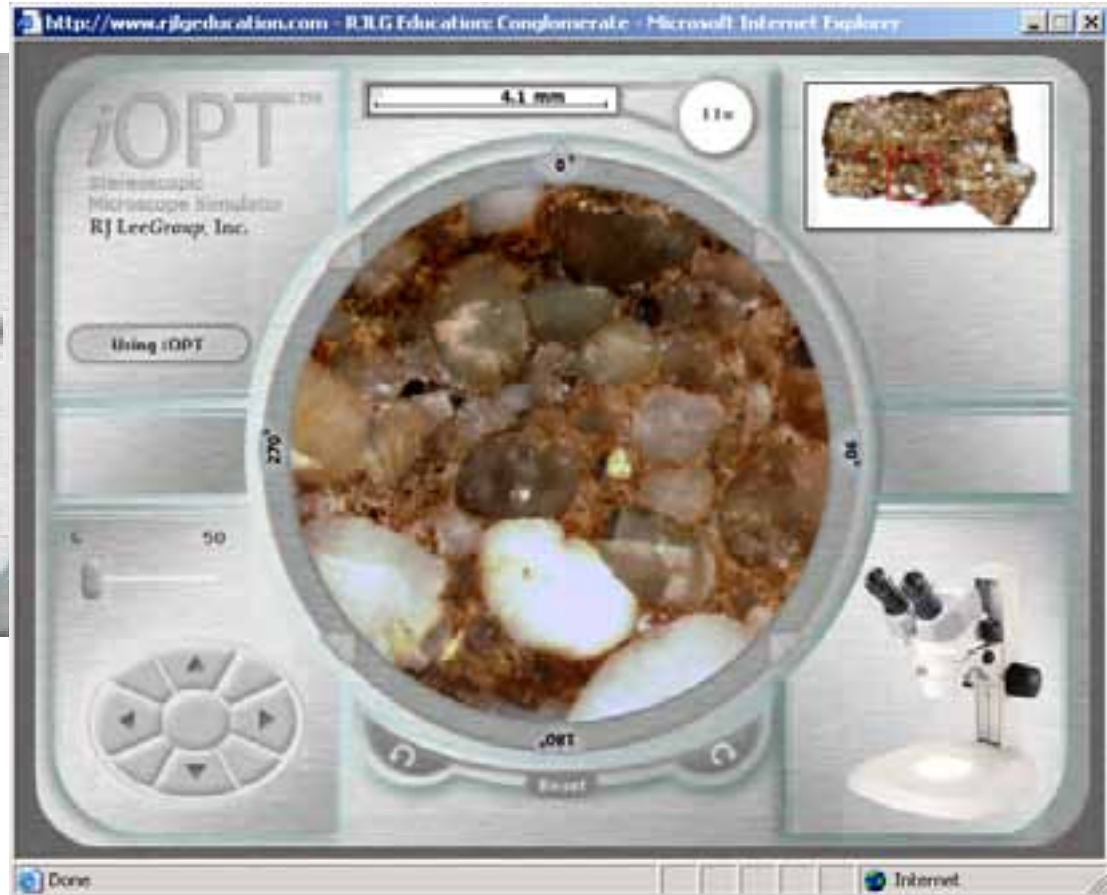 http://www.rjlgeducation.com - RJLG Education: Conglomerate - Microsoft Internet Explorer
4.1 mm
11x
iOPT™
Stereoscopic
Microscope Simulator
RJ LeeGroup, Inc.
Using iOPT
0°
270°
90°
180°
50
Reset
Done
Internet